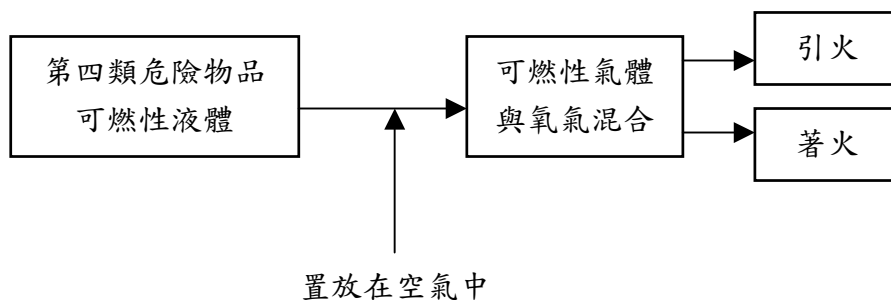 第四類危險物品
可燃性液體
可燃性氣體
與氧氣混合
引火
著火
置放在空氣中